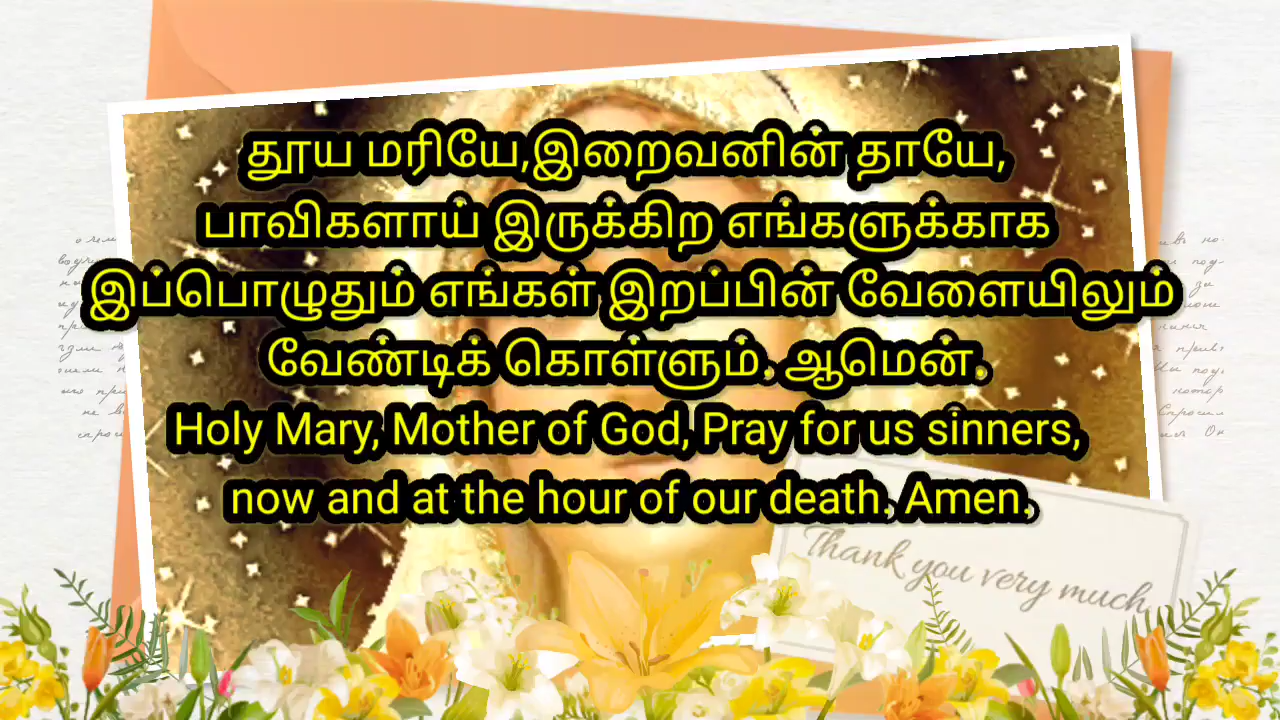 தூய மரியே,இறைவனின் தாயே,
பாவிகளாய் இருக்கிற எங்களுக்காக
இப்பொழுதும் எங்கள் இறப்பின் வேளையிலும்
வேண்டிக் கொள்ளும். ஆமென்.
Holy Mary, Mother of God, Pray for us sinners,
now and at the hour of our death. Amen.
Thank you very much